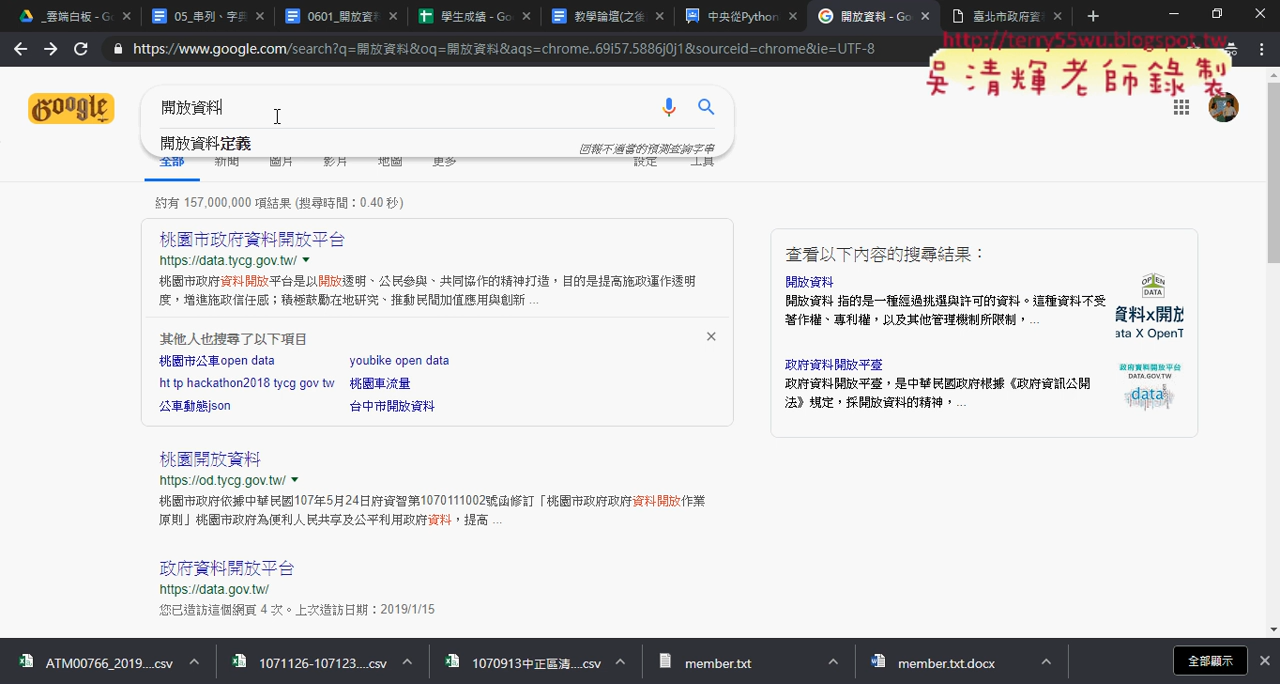 _雲端白板 - Go
05_串列、字典
0601_開放資料
學生成績 - Go
教學論壇(之後
中央從Python
開放資料 - Go
臺北市政府資
https://www.google.com/search?q=開放資料&oq=開放資料&aqs=chrome..69i57.5886j0j1&sourceid=chrome&ie=UTF-8
http://terry55wu.blogspot.tw
吳清輝老師錄製
Google
開放資料
開放資料定義
回報不適當的預測查詢字串
全部 新聞 圖片 影片 地圖 更多 設定 工具
約有 157,000,000 項結果 (搜尋時間:0.40 秒)
桃園市政府資料開放平台
https://data.tycg.gov.tw/
桃園市政府資料開放平台是以開放透明、公民參與、共同協作的精神打造,目的是提高施政運作透明
度,增進施政信任感;積極鼓勵在地研究、推動民間加值應用與創新 ...
其他人也搜尋了以下項目
桃園市公車open data youbike open data
ht tp hackathon2018 tycg gov tw 桃園車流量
公車動態json 台中市開放資料
桃園開放資料
https://od.tycg.gov.tw/
桃園市政府依據中華民國107年5月24日府資智第1070111002號函修訂「桃園市政府政府資料開放作業
原則」桃園市政府為便利人民共享及公平利用政府資料,提高 ...
政府資料開放平台
https://data.gov.tw/
您已造訪這個網頁 4 次。上次造訪日期:2019/1/15
查看以下內容的搜尋結果:
開放資料
開放資料 指的是一種經過挑選與許可的資料。這種資料不受
著作權、專利權,以及其他管理機制所限制,...
OPEN DATA
資料x開放
ata X OpenT
政府資料開放平臺
政府資料開放平臺,是中華民國政府根據《政府資訊公開
法》規定,採開放資料的精神,...
政府資料開放平台
DATA.GOV.TW
data
ATM00766_2019....csv
1071126-107123....csv
1070913中正區清....csv
member.txt
member.txt.docx
全部顯示